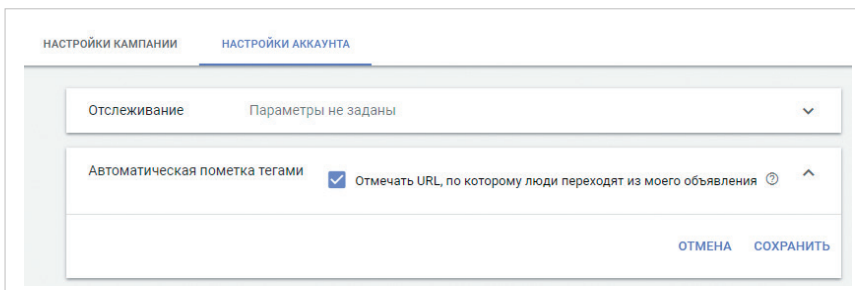 НАСТРОЙКИ КАМПАНИИ НАСТРОЙКИ АККАУНТА
Отслеживание Параметры не заданы
Автоматическая пометка тегами Отмечать URL, по которому люди переходят из моего объявления ?
ОТМЕНА СОХРАНИТЬ